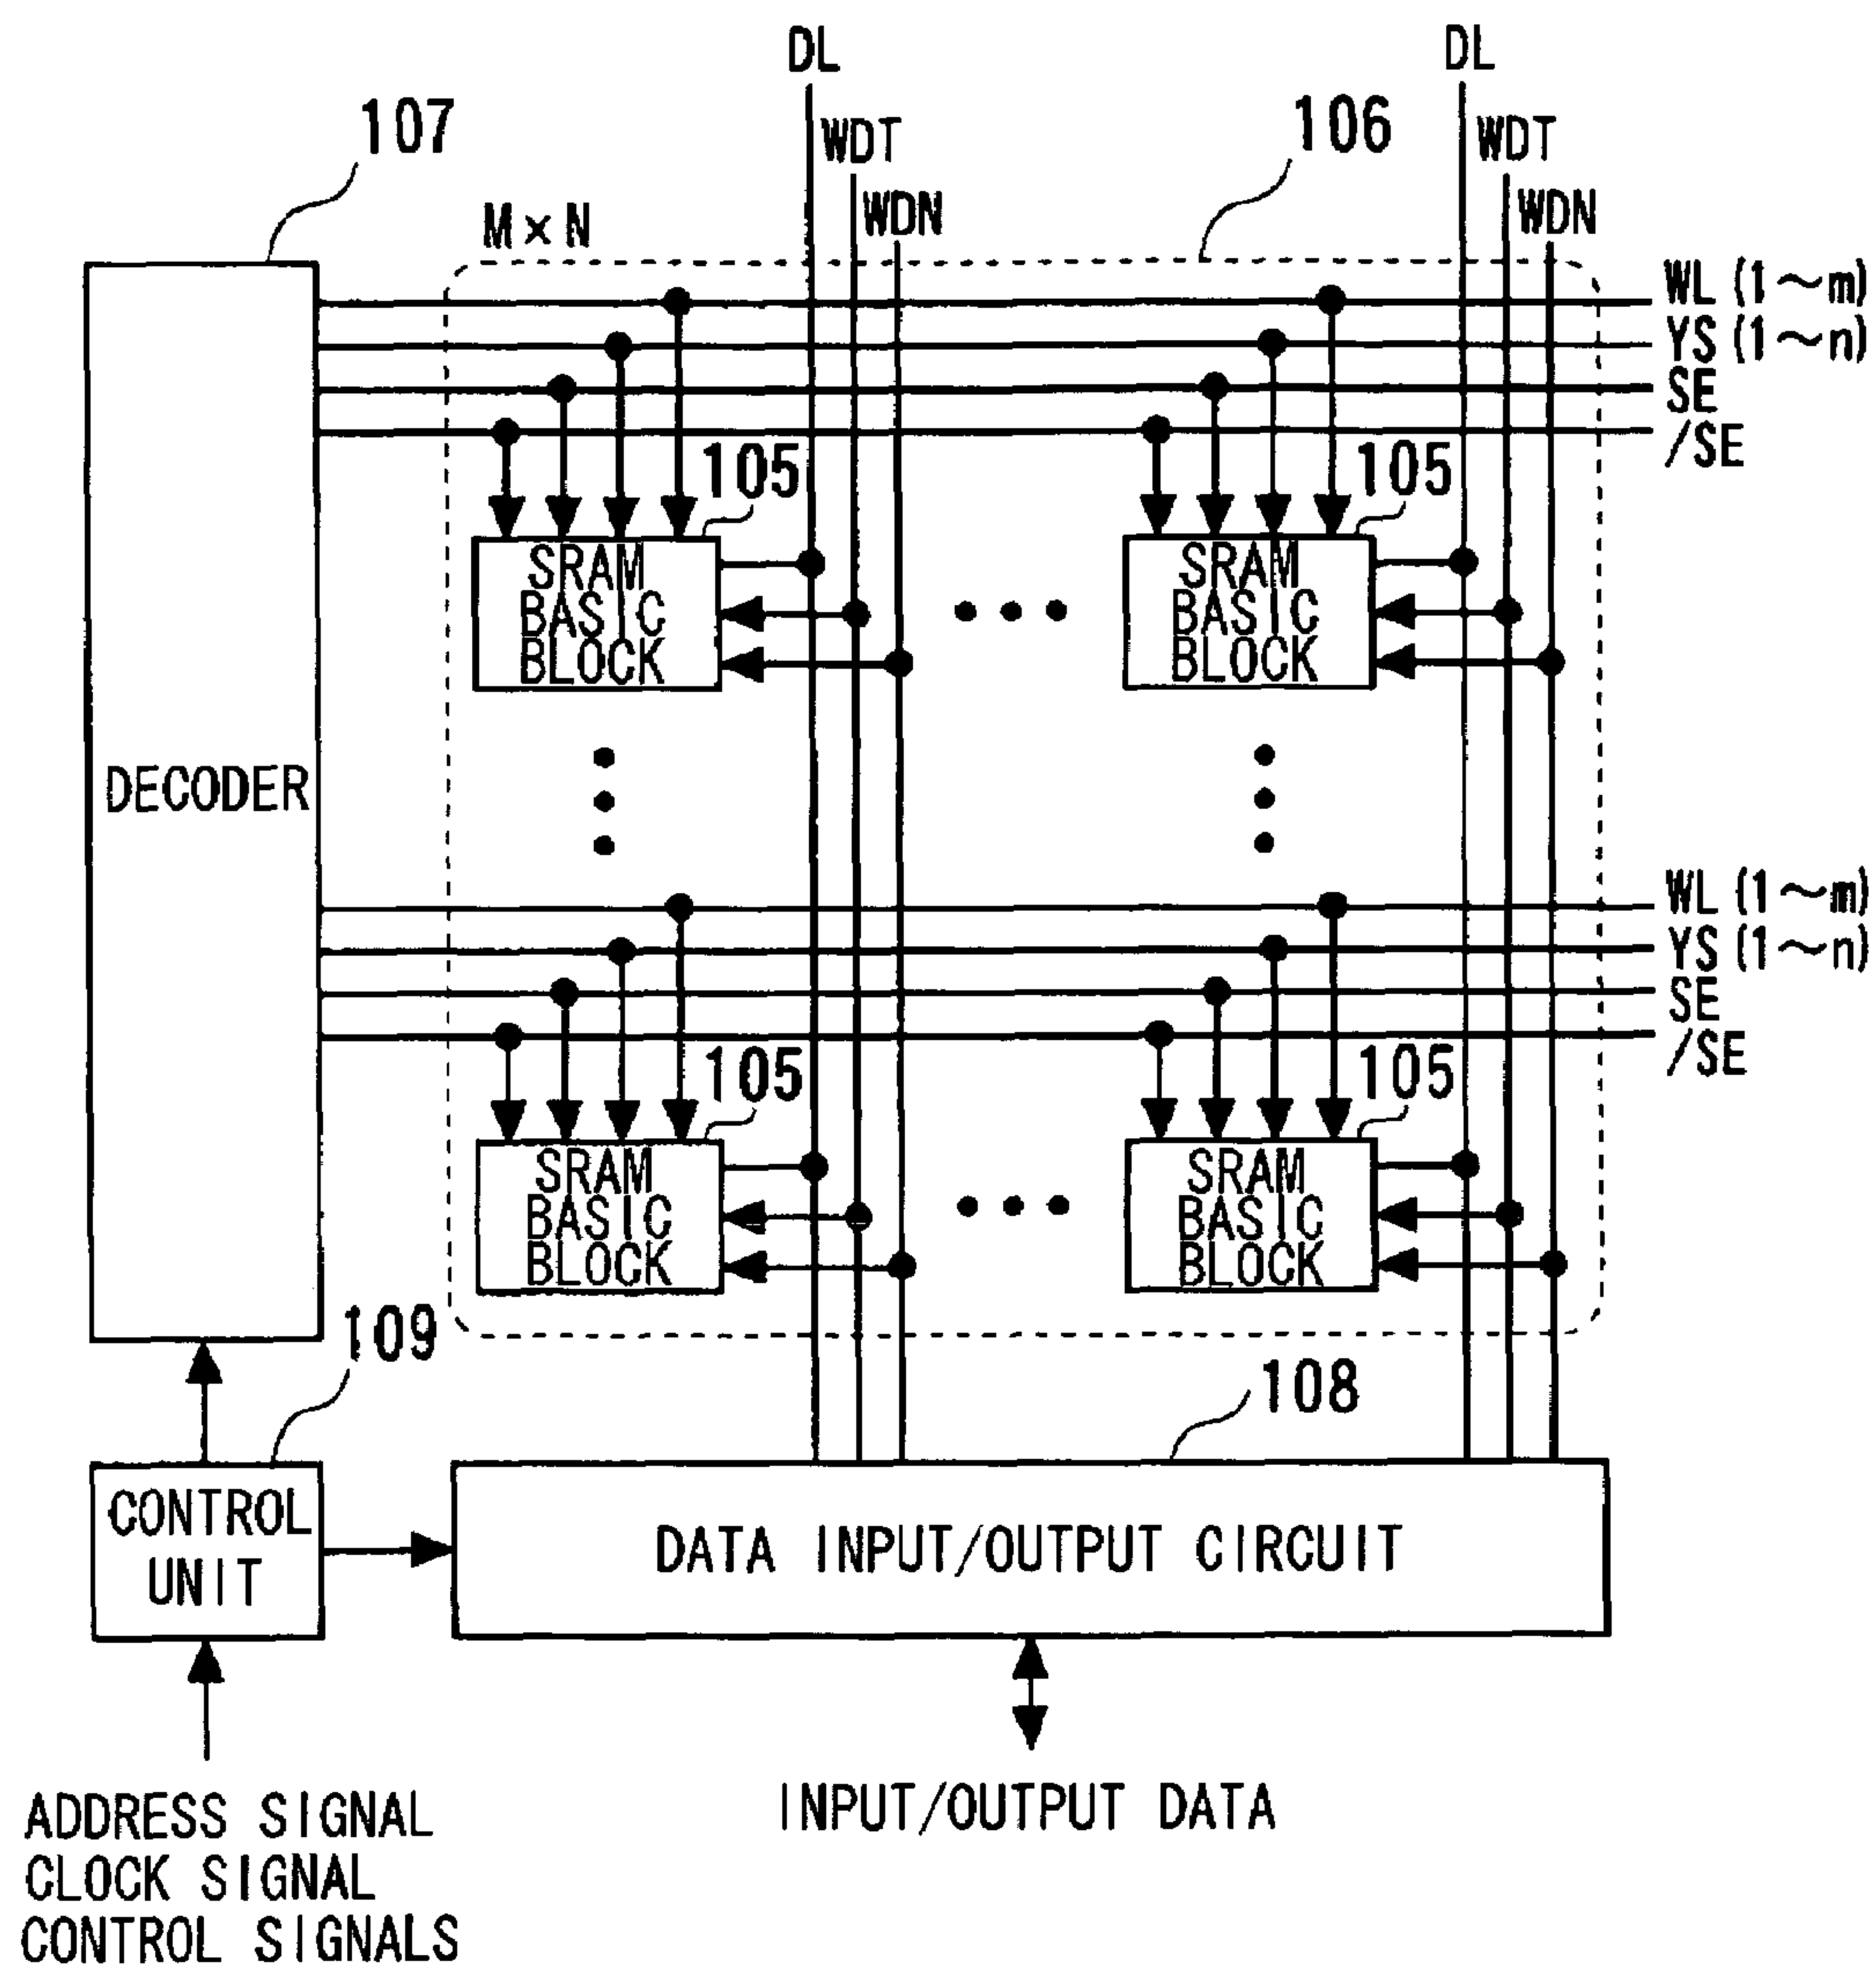 DL
DL
107
106
WDT
WDT
WDN
WDN
M×N
WL (1～m)
YS (1～n)
SE
/SE
105
105
SRAM
BASIC
BLOCK
SRAM
BASIC
BLOCK
DECODER
WL (1～m)
YS (1～n)
SE
/SE
105
105
SRAM
BASIC
BLOCK
SRAM
BASIC
BLOCK
109
108
CONTROL
UNIT
DATA INPUT/OUTPUT CIRCUIT
INPUT/OUTPUT DATA
ADDRESS SIGNAL
CLOCK SIGNAL
CONTROL SIGNALS